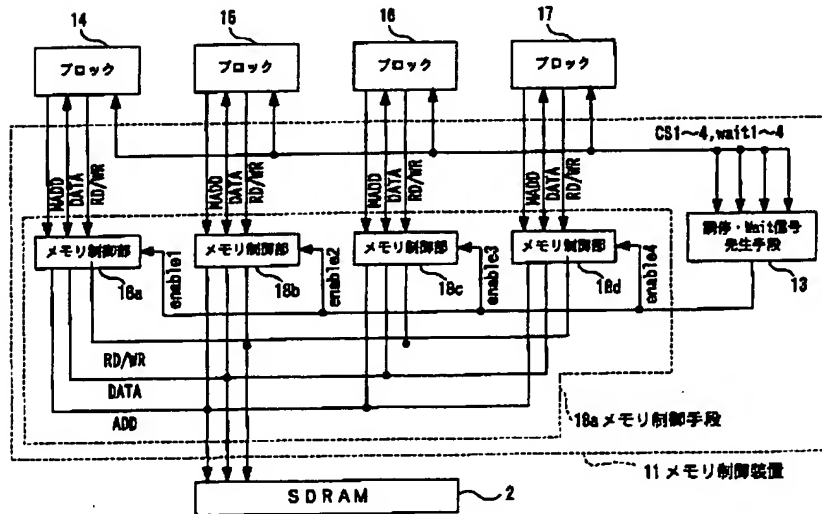 14
15
16
17
ブロック
ブロック
ブロック
ブロック
CS1～4,wait1～4
MADD
DATA
RD/WR
MADD
DATA
RD/WR
MADD
DATA
RD/WR
MADD
DATA
RD/WR
メモリ制御部
メモリ制御部
メモリ制御部
メモリ制御部
調停・Wait信号
発生手段
18a
enable1
18b
enable2
18c
enable3
18d
enable4
13
RD/WR
DATA
ADD
18a メモリ制御手段
11 メモリ制御装置
SDRAM
2